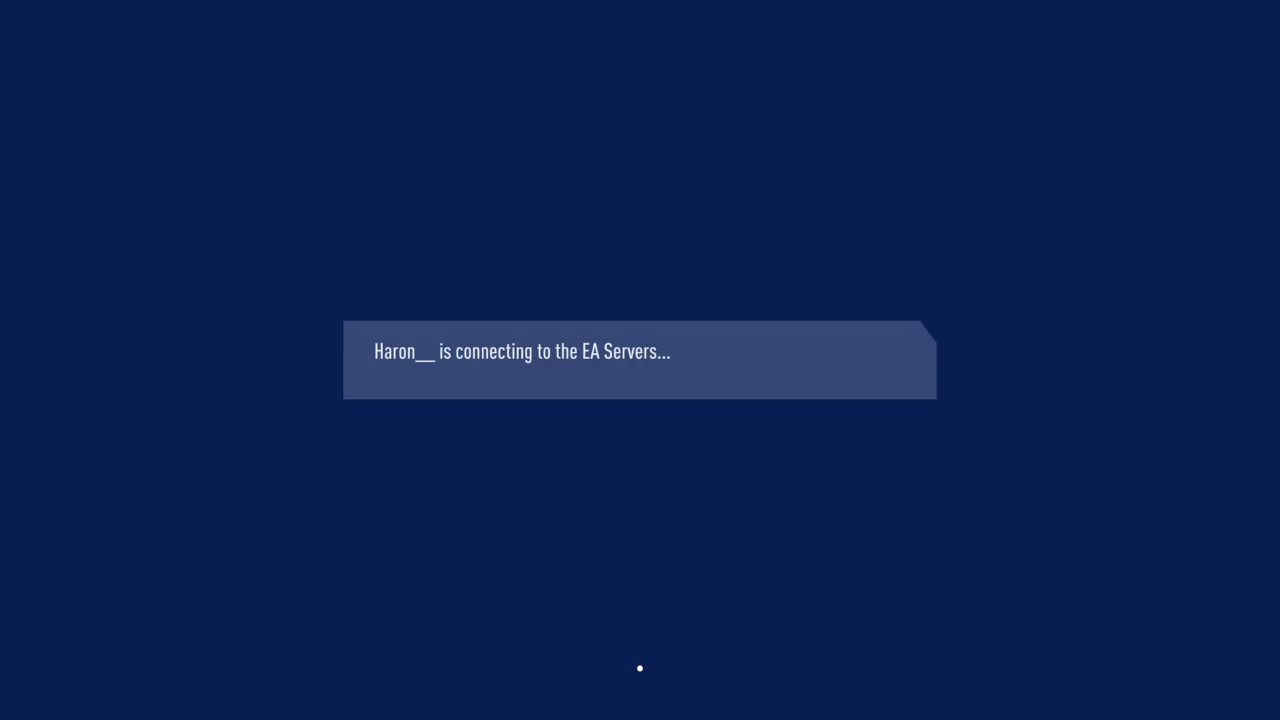 Haron__ is connecting to the EA Servers...